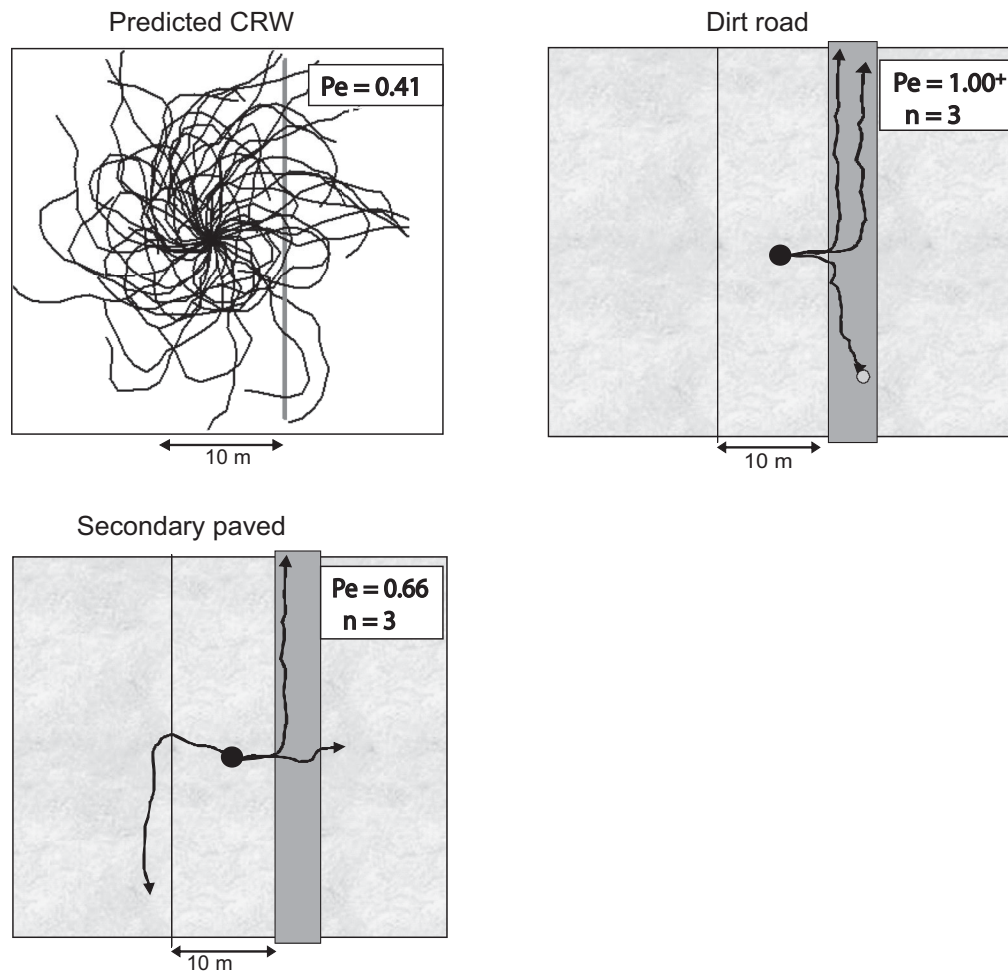 Predicted CRW
Pe = 0.41
10 m
Dirt road
Pe = 1.00+
n = 3
10 m
Secondary paved
Pe = 0.66
n = 3
10 m